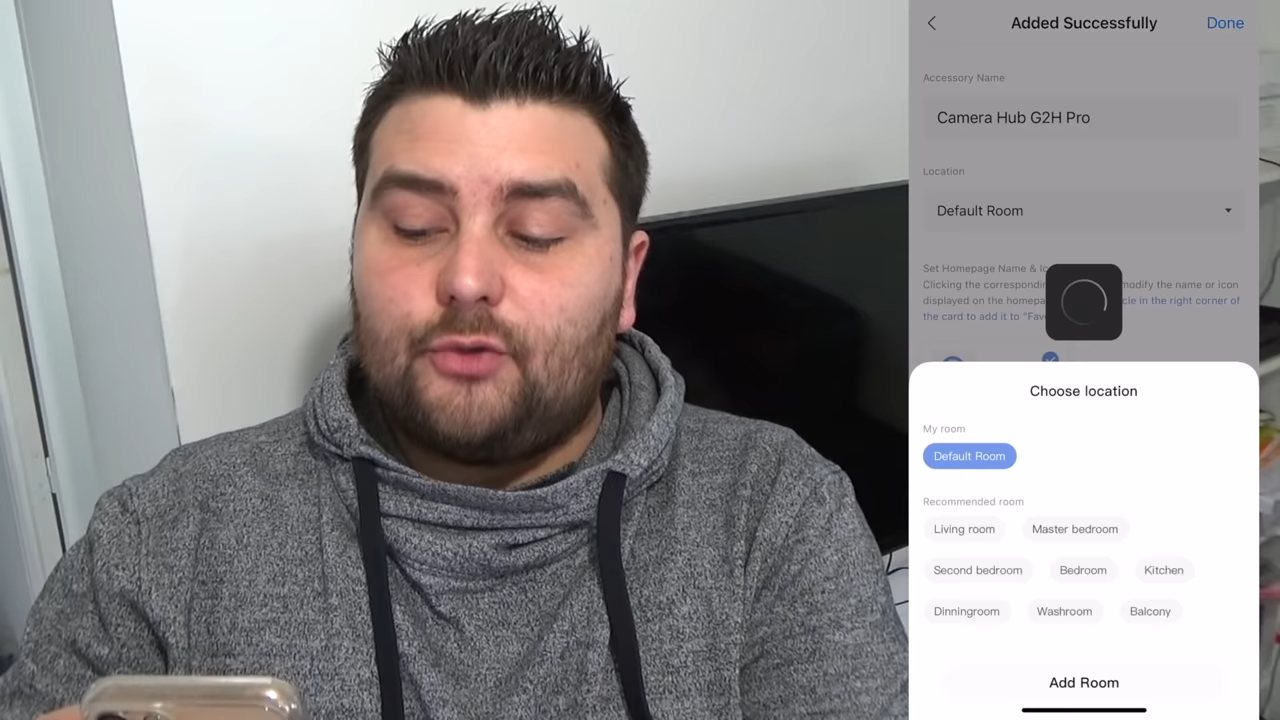 Added Successfully
Done
Accessory Name
Camera Hub G2H Pro
Location
Default Room
Set Homepage Name & Ic
Clicking the correspondin modify the name or icon
displayed on the homepa cle in the right corner of
the card to add it to "Fav
Choose location
My room
Default Room
Recommended room
Living room Master bedroom
Second bedroom Bedroom Kitchen
Dinningroom Washroom Balcony
Add Room